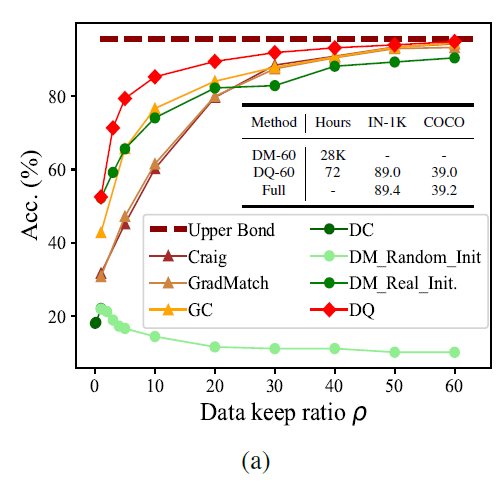 Acc. (%)
80
60
40
20
Method Hours IN-1K COCO
DM-60 28K - -
DQ-60 72 89.0 39.0
Full - 89.4 39.2
Upper Bond
Craig
GradMatch
GC
DC
DM_Random_Init
DM_Real_Init.
DQ
0 10 20 30 40 50 60
Data keep ratio ρ
(a)